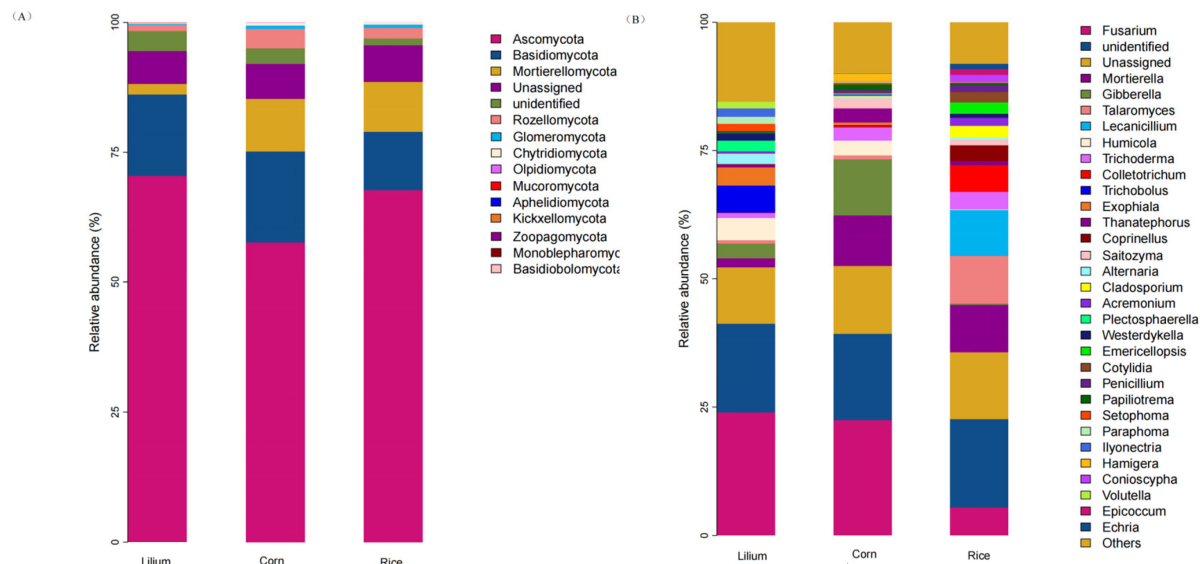 (A)
Relative abundance (%)
100
75
50
25
0
Lilium
Corn
Rice
Ascomycota
Basidiomycota
Mortierellomycota
Unassigned
unidentified
Rozellomycota
Glomeromycota
Chytridiomycota
Olpidiomycota
Mucoromycota
Aphelidiomycota
Kickxellomycota
Zoopagomycota
Monoblepharomyc
Basidiobolomycota
(B)
Relative abundance (%)
100
75
50
25
0
Lilium
Corn
Rice
Fusarium
unidentified
Unassigned
Mortierella
Gibberella
Talaromyces
Lecanicillium
Humicola
Trichoderma
Colletotrichum
Trichobolus
Exophiala
Thanatephorus
Coprinellus
Saitozyma
Alternaria
Cladosporium
Acremonium
Plectosphaerella
Westerdykella
Emericellopsis
Cotylidia
Penicillium
Papiliotrema
Setophoma
Paraphoma
Ilyonectria
Hamigera
Conioscypha
Volutella
Epicoccum
Echria
Others